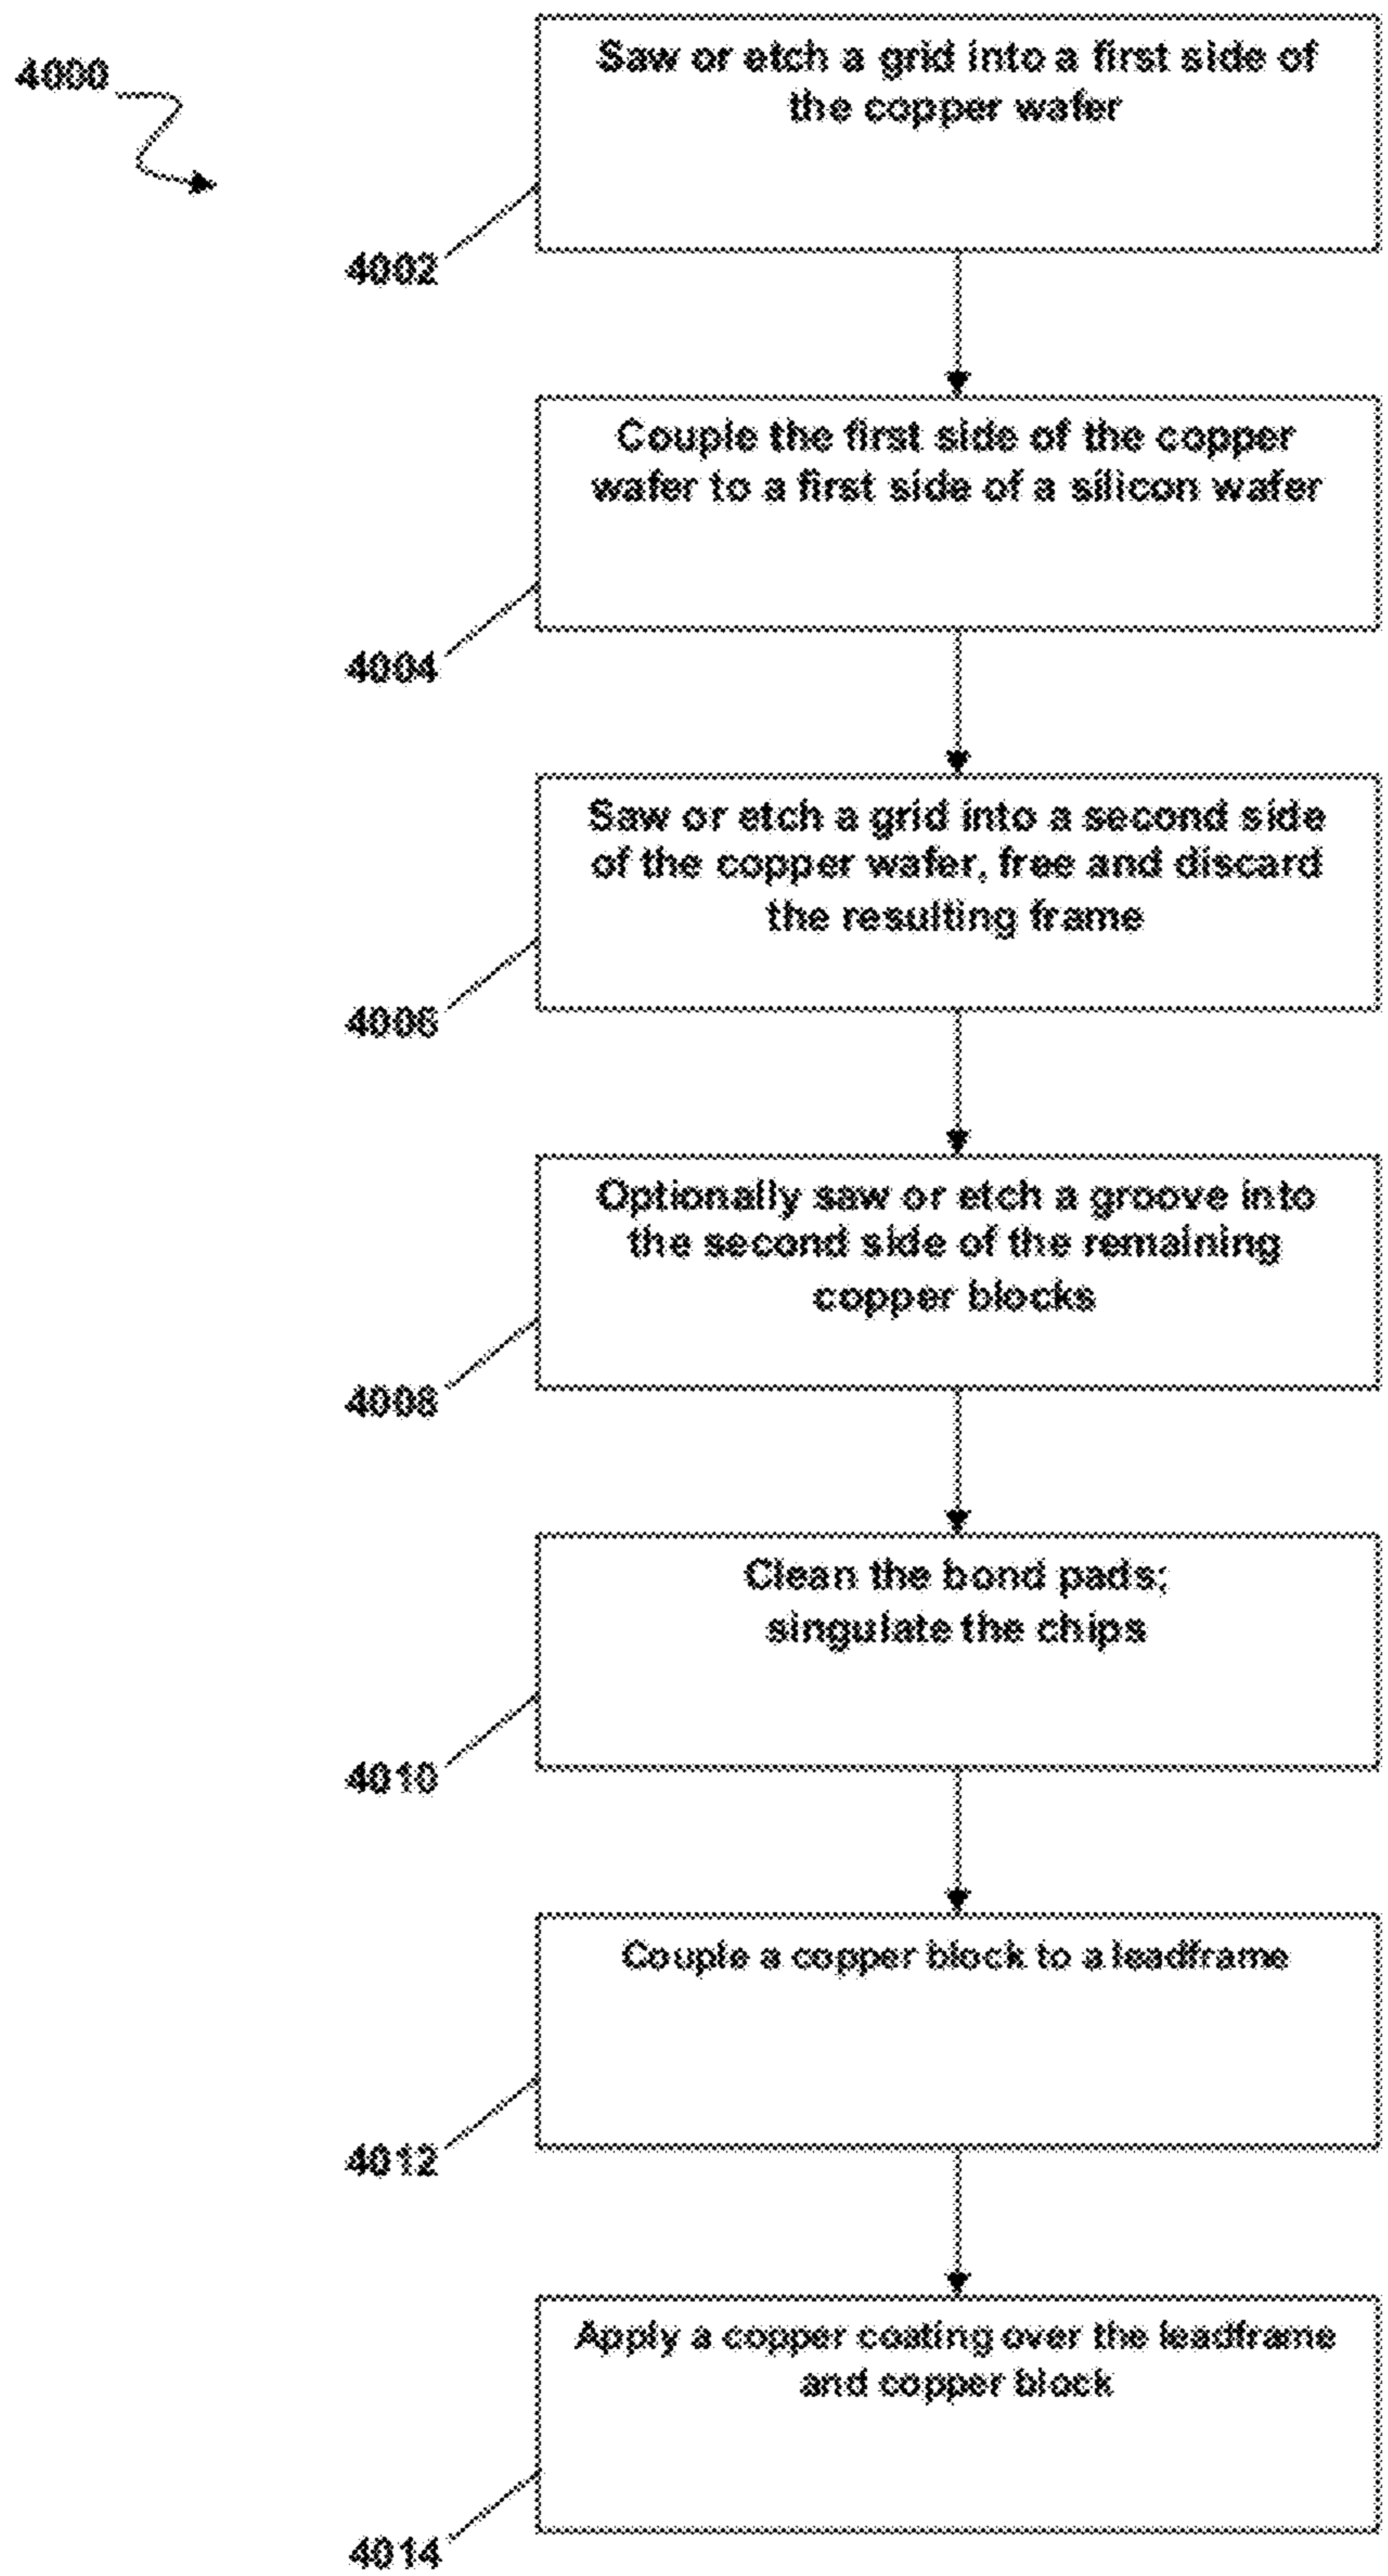 4000
Saw or etch a grid into a first side of
the copper wafer
4002
Couple the first side of the copper
wafer to a first side of a silicon wafer
4004
Saw or etch a grid into a second side
of the copper wafer, free and discard
the resulting frame
4006
Optionally saw or etch a groove into
the second side of the remaining
copper blocks
4008
Clean the bond pads;
singulate the chips
4010
Couple a copper block to a leadframe
4012
Apply a copper coating over the leadframe
and copper block
4014